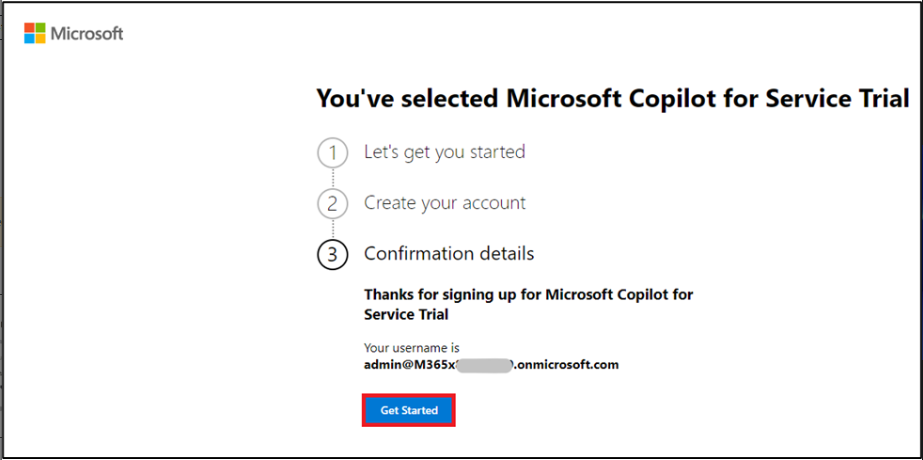 Microsoft
You've selected Microsoft Copilot for Service Trial
1 Let's get you started
2 Create your account
3 Confirmation details
Thanks for signing up for Microsoft Copilot for
Service Trial
Your username is
admin@M365x .onmicrosoft.com
Get Started